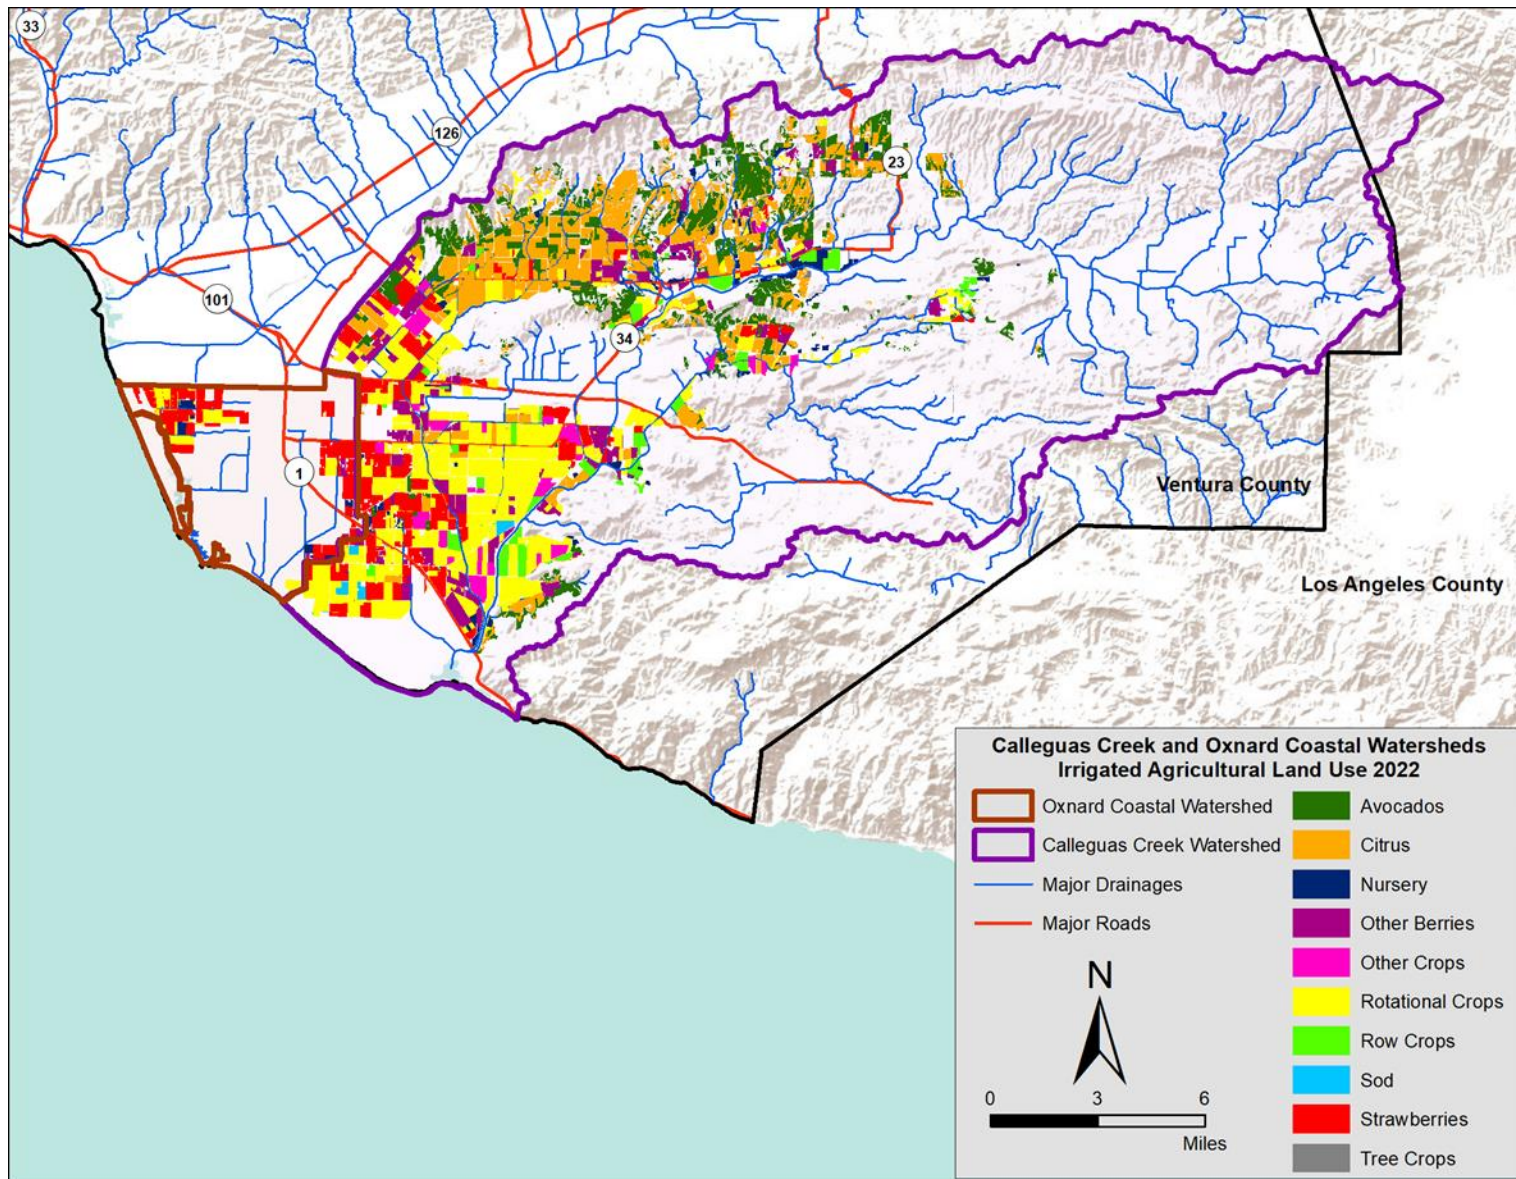 33
126
23
101
34
1
Ventura County
Los Angeles County
Calleguas Creek and Oxnard Coastal Watersheds
Irrigated Agricultural Land Use 2022
Oxnard Coastal Watershed
Calleguas Creek Watershed
Major Drainages
Major Roads
Avocados
Citrus
Nursery
Other Berries
Other Crops
Rotational Crops
Row Crops
Sod
Strawberries
Tree Crops
N
0 3 6
Miles